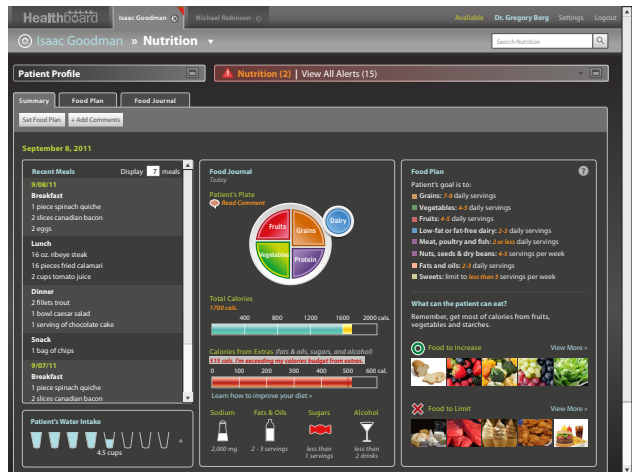 Healthboard
Isaac Goodman
Michael Robinson
Available
Dr. Gregory Berg
Settings
Logout
Isaac Goodman » Nutrition
Search Nutrition
Patient Profile
Nutrition (2) | View All Alerts (15)
Summary
Food Plan
Food Journal
Set Food Plan
+ Add Comments
September 8, 2011
Recent Meals
Display 7 meals
9/08/11
Breakfast
1 piece spinach quiche
2 slices canadian bacon
2 eggs
Lunch
16 oz. ribeye steak
16 pieces fried calamari
2 cups tomato juice
Dinner
2 fillets trout
1 bowl caesar salad
1 serving of chocolate cake
Snack
1 bag of chips
9/07/11
Breakfast
1 piece spinach quiche
2 slices canadian bacon
Patient's Water Intake
4.5 cups
+
Food Journal
Today
Patient's Plate
Read Comment
Fruits
Grains
Vegetables
Protein
Dairy
Total Calories
1700 cals.
400 800 1200 1600 2000 cals.
Calories from Extras (fats & oils, sugars, and alcohol)
515 cals. I'm exceeding my calories budget from extras.
0 100 200 300 400 500 600 cal.
Learn how to improve your diet »
Sodium
Fats & Oils
Sugars
Alcohol
2,000 mg.
2 - 3 servings
less than
1 servings
less than
2 drinks
Food Plan
?
Patient's goal is to:
Grains: 7-8 daily servings
Vegetables: 4-5 daily servings
Fruits: 4-5 daily servings
Low-fat or fat-free dairy: 2-3 daily servings
Meat, poultry and fish: 2 or less daily servings
Nuts, seeds & dry beans: 4-5 servings per week
Fats and oils: 2-3 daily servings
Sweets: limit to less than 5 servings per week
What can the patient eat?
Remember, get most of calories from fruits,
vegetables and starches.
Food to Increase
View More »
Food to Limit
View More »